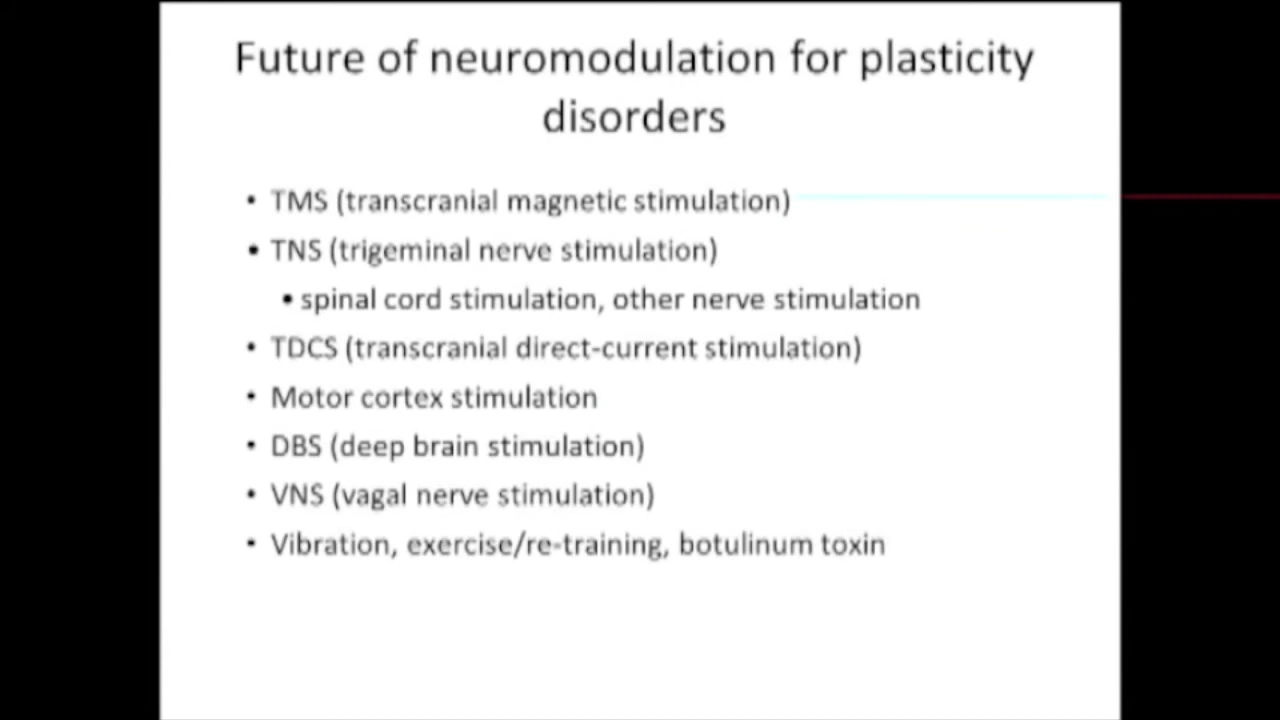 Future of neuromodulation for plasticity
disorders
• TMS (transcranial magnetic stimulation)
• TNS (trigeminal nerve stimulation)
• spinal cord stimulation, other nerve stimulation
• TDCS (transcranial direct-current stimulation)
• Motor cortex stimulation
• DBS (deep brain stimulation)
• VNS (vagal nerve stimulation)
• Vibration, exercise/re-training, botulinum toxin